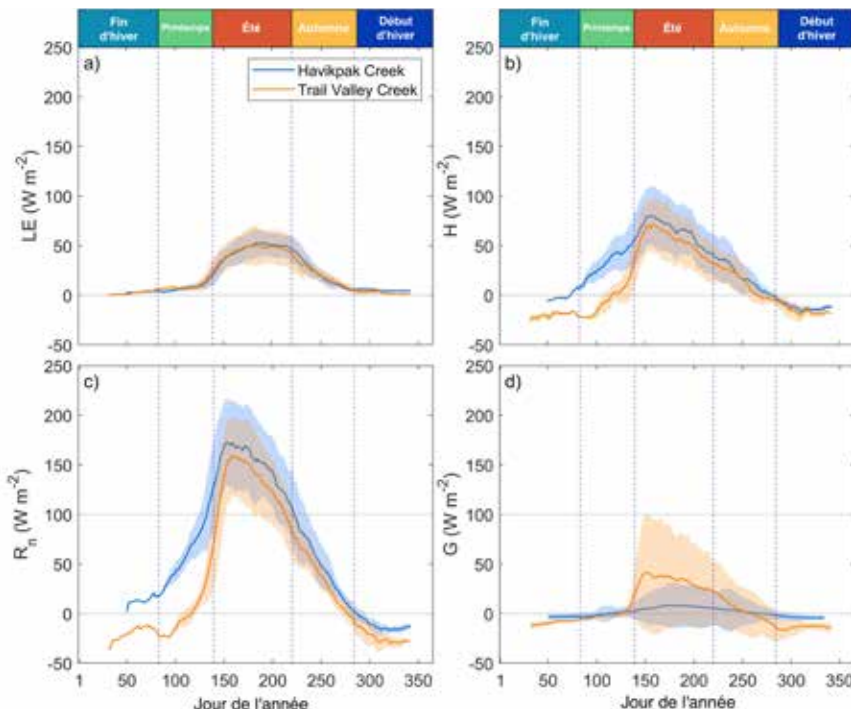 Fin d'hiver Printemps Été Automne Début d'hiver
Fin d'hiver Printemps Été Automne Début d'hiver
a)
Havikpak Creek
Trail Valley Creek
LE (W m-2)
250
200
150
100
50
0
-50
b)
H (W m-2)
250
200
150
100
50
0
-50
c)
Rn (W m-2)
250
200
150
100
50
0
-50
1 50 100 150 200 250 300 350
Jour de l'année
d)
G (W m-2)
250
200
150
100
50
0
-50
1 50 100 150 200 250 300 350
Jour de l'année